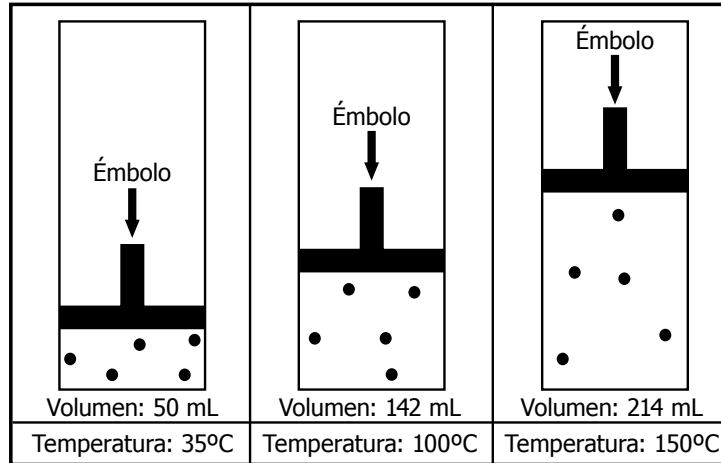 Émbolo
Volumen: 50 mL
Temperatura: 35ºC
Émbolo
Volumen: 142 mL
Temperatura: 100ºC
Émbolo
Volumen: 214 mL
Temperatura: 150ºC